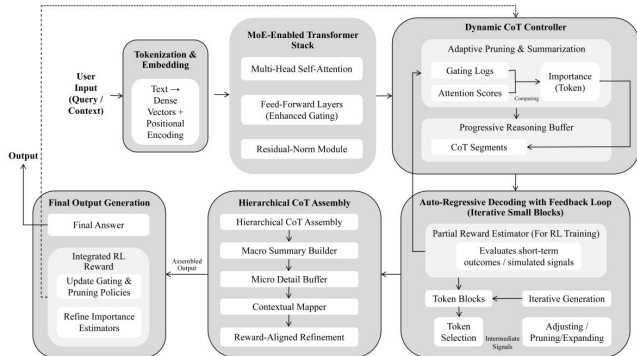 User
Input
(Query /
Context)
Tokenization &
Embedding
Text →
Dense
Vectors +
Positional
Encoding
MoE-Enabled Transformer
Stack
Multi-Head Self-Attention
Feed-Forward Layers
(Enhanced Gating)
Residual-Norm Module
Dynamic CoT Controller
Adaptive Pruning & Summarization
Gating Logs
Attention Scores
Computing
Importance
(Token)
Progressive Reasoning Buffer
CoT Segments
Auto-Regressive Decoding with Feedback Loop
(Iterative Small Blocks)
Partial Reward Estimator (For RL Training)
Evaluates short-term
outcomes / simulated signals
Token Blocks
Iterative Generation
Token
Selection
Intermediate
Signals
Adjusting /
Pruning/Expanding
Hierarchical CoT Assembly
Hierarchical CoT Assembly
Macro Summary Builder
Micro Detail Buffer
Contextual Mapper
Reward-Aligned Refinement
Assembled
Output
Final Output Generation
Final Answer
Integrated RL
Reward
Update Gating &
Pruning Policies
Refine Importance
Estimators
Output